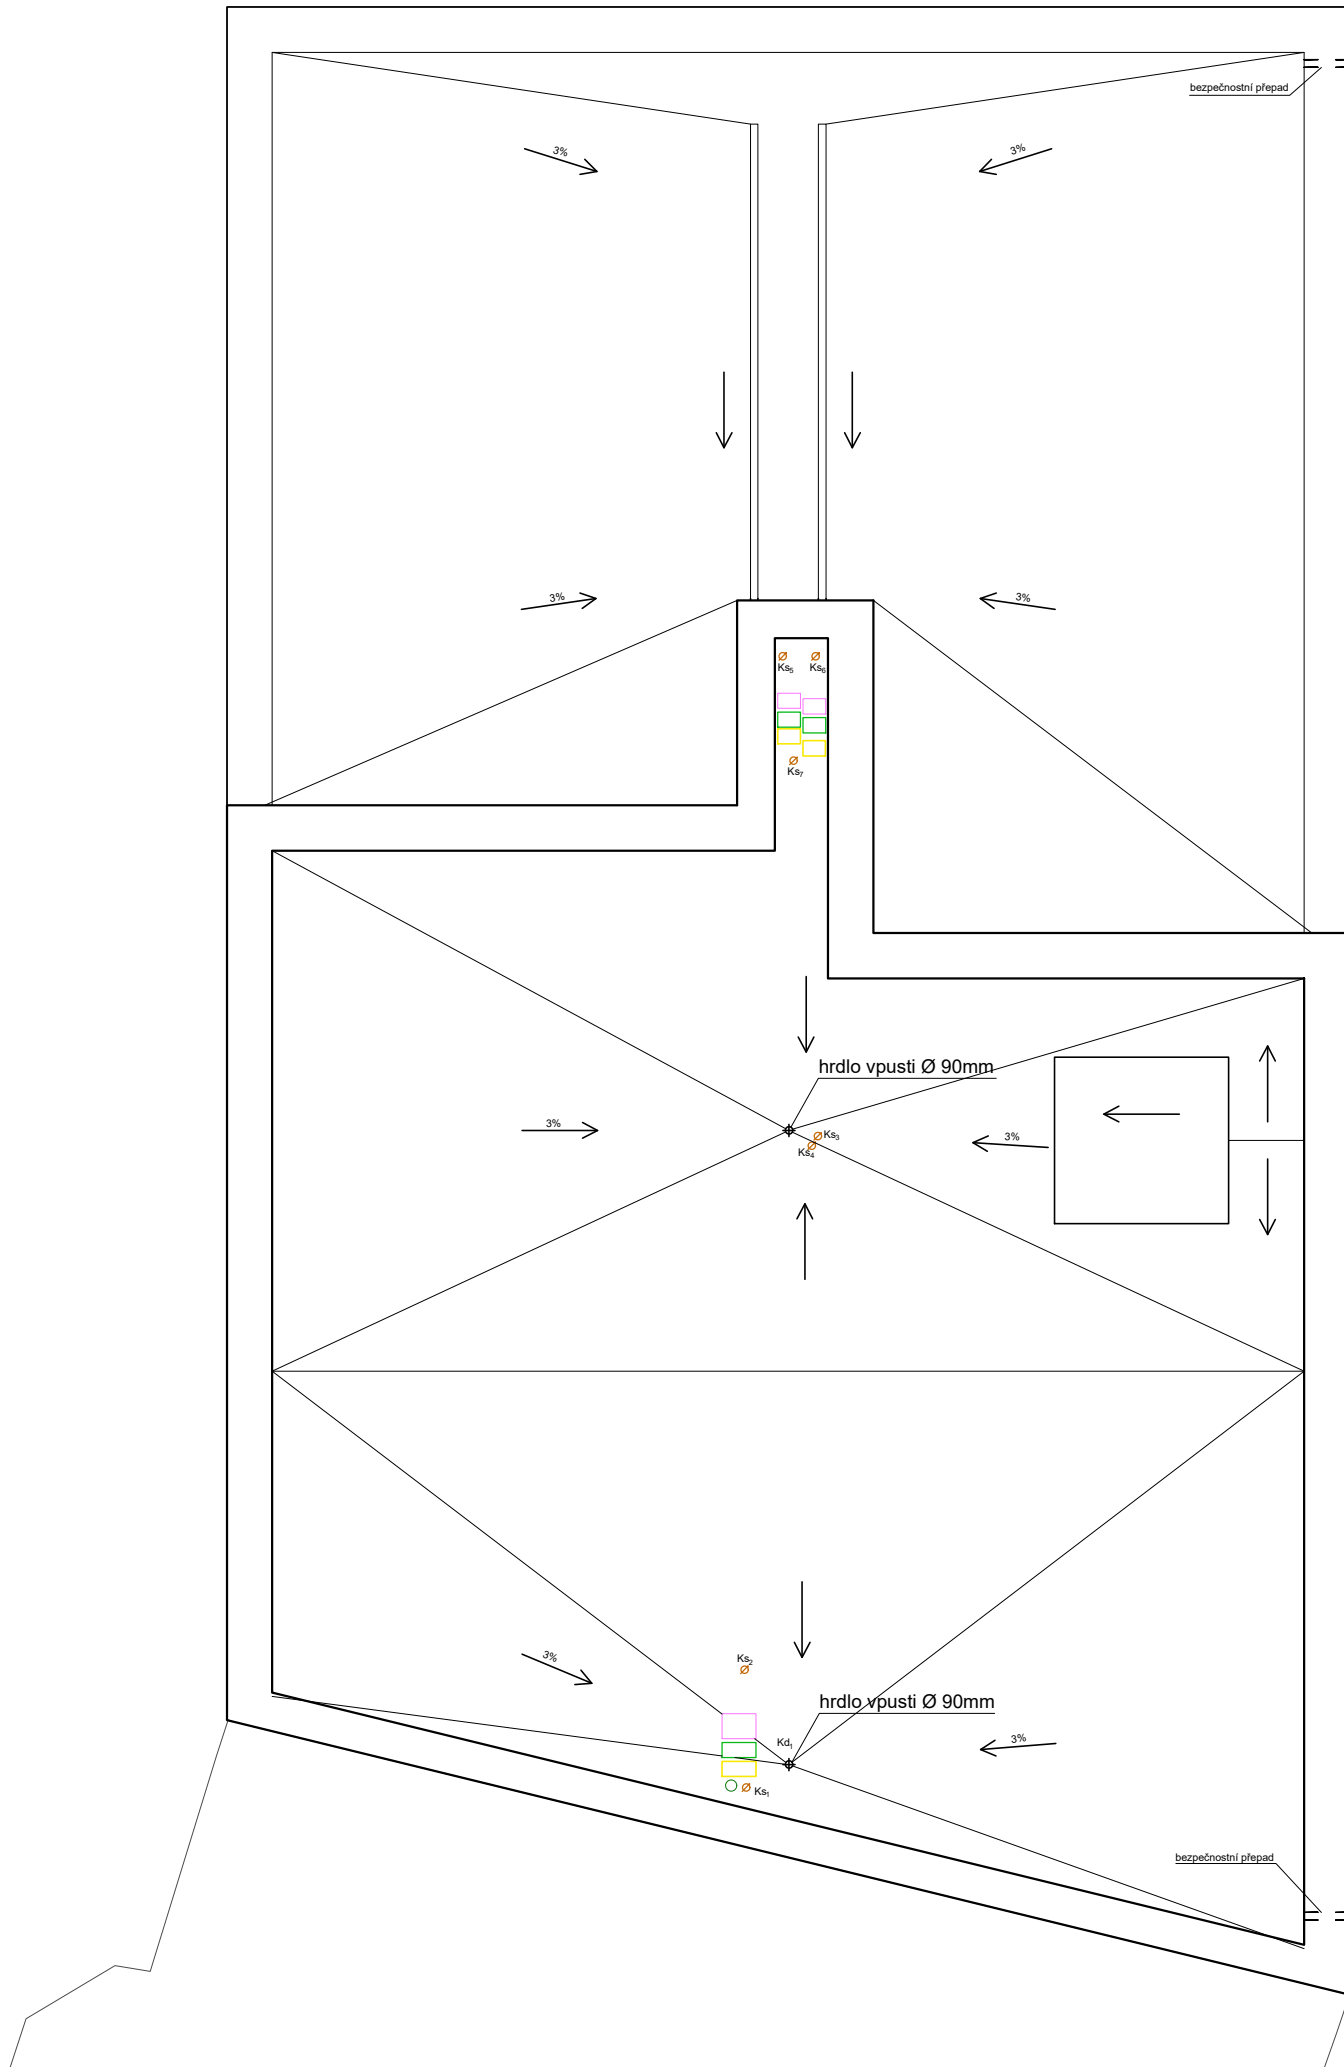 bezpečnostní přepad
3%
3%
3%
3%
Ks5
Ks6
Ks7
hrdlo vpusti Ø 90mm
3%
Ks3
3%
Ks4
3%
Ks2
hrdlo vpusti Ø 90mm
Kd1
3%
Ks1
bezpečnostní přepad